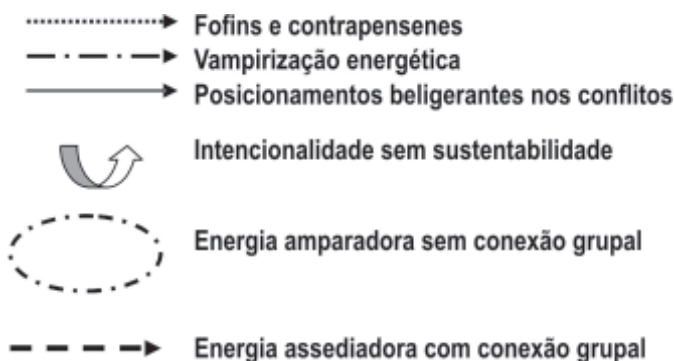 Fofins e contrapensenes
Vampirização energética
Posicionamentos beligerantes nos conflitos
Intencionalidade sem sustentabilidade
Energia amparadora sem conexão grupal
Energia assediadora com conexão grupal